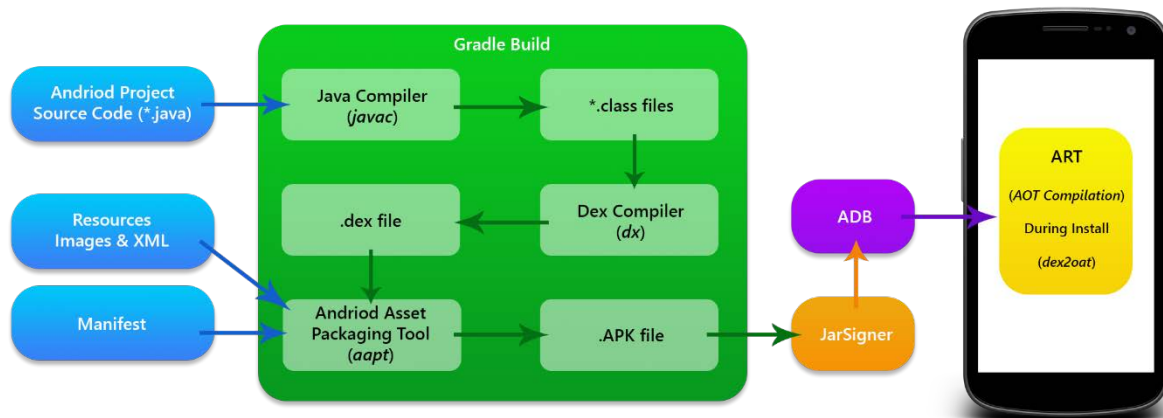 Gradle Build
Andriod Project
Source Code (*.java)
Java Compiler
(javac)
*.class files
Resources
Images & XML
.dex file
Dex Compiler
(dx)
Manifest
Andriod Asset
Packaging Tool
(aapt)
.APK file
JarSigner
ADB
ART
(AOT Compilation)
During Install
(dex2oat)